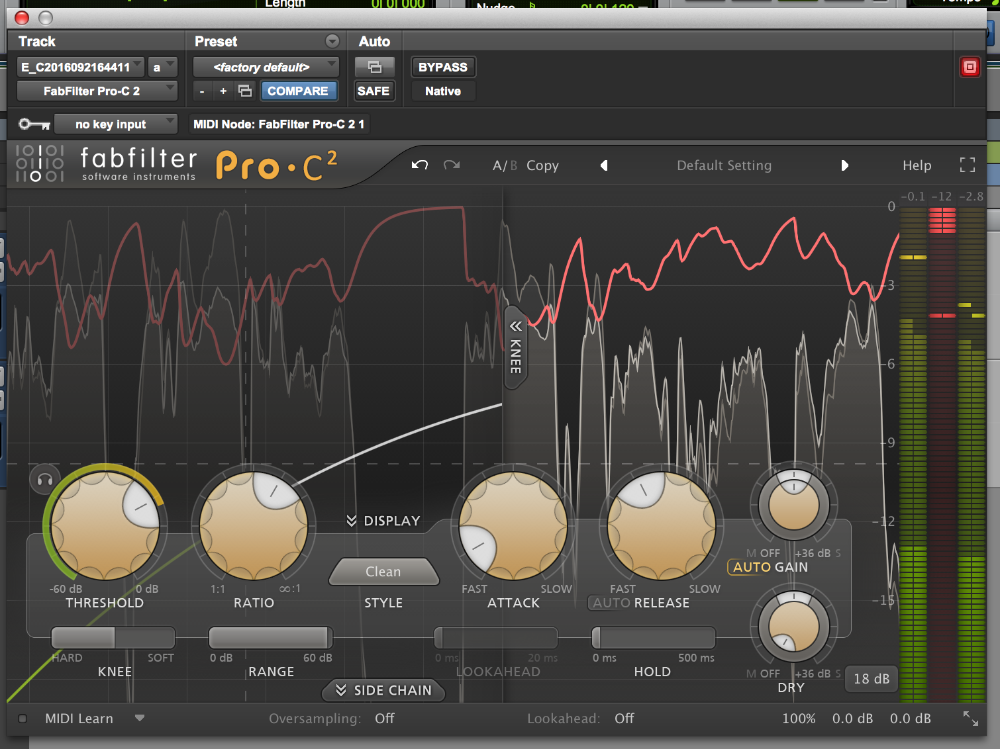 Length
0| 0| 000
Nudge
0| 0| 120
Tempo
Track
Preset
Auto
E_C2016092164411
a
<factory default>
BYPASS
FabFilter Pro-C 2
- +
COMPARE
SAFE
Native
no key input
MIDI Node: FabFilter Pro-C 2 1
fabfilter
software instruments
Pro·C²
A/B Copy
Default Setting
Help
-0.1 -12 -2.8
0
-3
KNEE
-6
-9
DISPLAY
-12
M OFF +36 dB S
AUTO GAIN
Clean
-60 dB 0 dB
THRESHOLD
1:1 ∞:1
RATIO
STYLE
FAST SLOW
ATTACK
FAST SLOW
AUTO RELEASE
-15
HARD SOFT
KNEE
0 dB 60 dB
RANGE
0 ms 20 ms
LOOKAHEAD
0 ms 500 ms
HOLD
M OFF +36 dB S
DRY
18 dB
SIDE CHAIN
MIDI Learn
Oversampling: Off
Lookahead: Off
100% 0.0 dB 0.0 dB